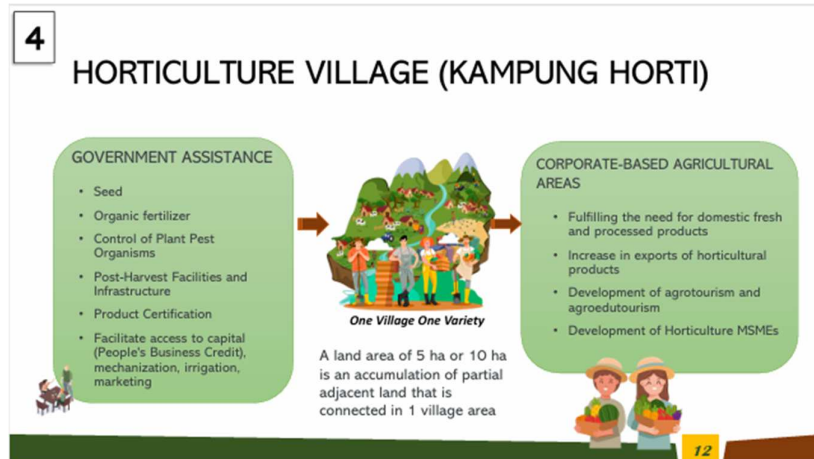 4
HORTICULTURE VILLAGE (KAMPUNG HORTI)
GOVERNMENT ASSISTANCE
• Seed
• Organic fertilizer
• Control of Plant Pest
Organisms
• Post-Harvest Facilities and
Infrastructure
• Product Certification
• Facilitate access to capital
(People's Business Credit),
mechanization, irrigation,
marketing
One Village One Variety
A land area of 5 ha or 10 ha
is an accumulation of partial
adjacent land that is
connected in 1 village area
CORPORATE-BASED AGRICULTURAL
AREAS
• Fulfilling the need for domestic fresh
and processed products
• Increase in exports of horticultural
products
• Development of agrotourism and
agroedutourism
• Development of Horticulture MSMEs
12